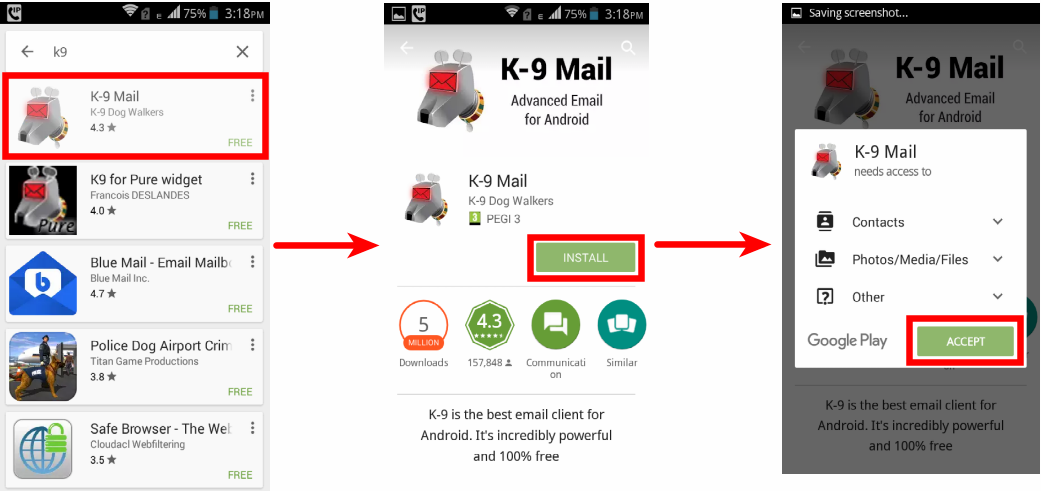 75% 3:18PM
k9
K-9 Mail
K-9 Dog Walkers
4.3
FREE
K9 for Pure widget
Francois DESLANDES
4.0
FREE
Pure
Blue Mail - Email Mailb
Blue Mail Inc.
4.7
FREE
Police Dog Airport Crim
Titan Game Productions
3.8
FREE
Safe Browser - The Web
Cloudacl Webfiltering
3.5
FREE
E 75% 3:18PM
K-9 Mail
Advanced Email
for Android
K-9 Mail
K-9 Dog Walkers
3 PEGI 3
INSTALL
5
MILLION
Downloads
4.3
157,848
Communicati
on
Similar
K-9 is the best email client for
Android. It's incredibly powerful
and 100% free
Saving screenshot...
K-9 Mail
Advanced Email
for Android
K-9 Mail
needs access to
Contacts
Photos/Media/Files
Other
Google Play
ACCEPT
on
K-9 is the best email client for
Android. It's incredibly powerful
and 100% free